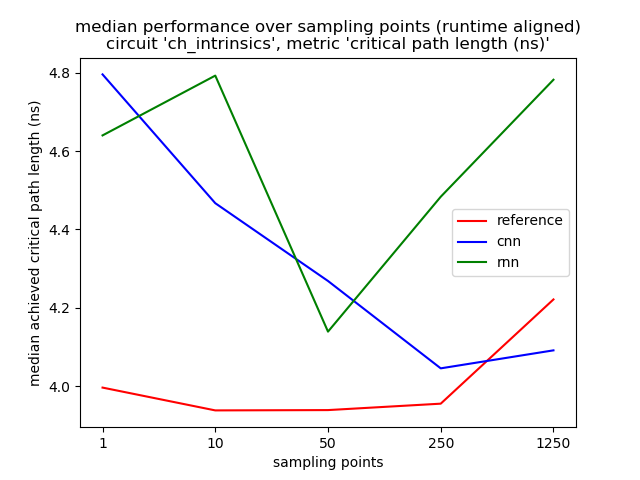 median performance over sampling points (runtime aligned)
circuit 'ch_intrinsics', metric 'critical path length (ns)'
median achieved critical path length (ns)
4.8
4.6
4.4
4.2
4.0
reference
cnn
rnn
1 10 50 250 1250
sampling points